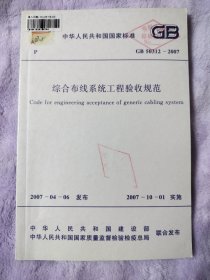 中华人民共和国国家标准
GB
P
GB 50312－2007
综合布线系统工程验收规范
Code for engineering acceptance of generic cabling system
2007－04－06 发布
2007－10－01 实施
中华人民共和国建设部
中华人民共和国国家质量监督检验检疫总局
联合发布